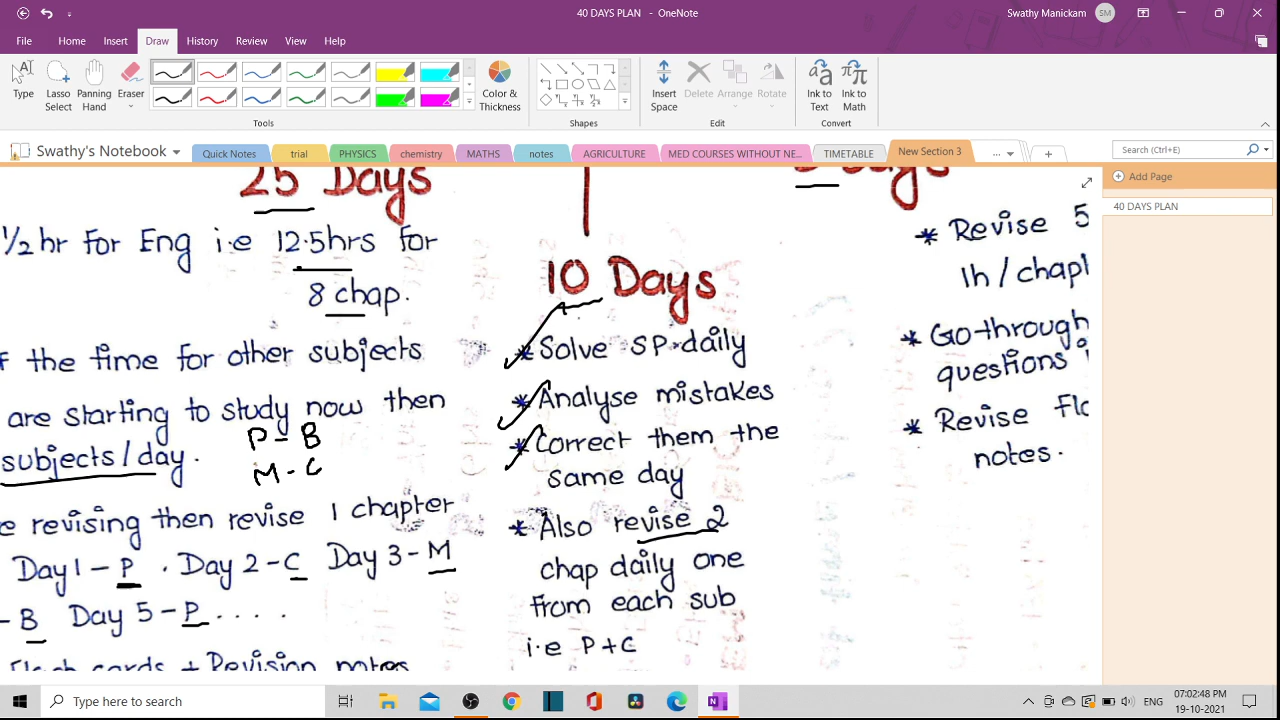 40 DAYS PLAN - OneNote
Swathy Manickam SM
File Home Insert Draw History Review View Help
Type
Lasso Select
Panning Hand
Eraser
Color & Thickness
Insert Space
Delete
Arrange
Rotate
Ink to Text
Ink to Math
Tools
Shapes
Edit
Convert
Swathy's Notebook
Quick Notes
trial
PHYSICS
chemistry
MATHS
notes
AGRICULTURE
MED COURSES WITHOUT NE...
TIMETABLE
New Section 3
...
Search (Ctrl+E)
Add Page
40 DAYS PLAN
25 Days
1/2 hr for Eng i.e 12.5hrs for
8 chap.
the time for other subjects
are starting to study now then
subjects / day.
P - B
M - C
revising then revise 1 chapter
Day 1 - P . Day 2 - C Day 3 - M
- B Day 5 - P . . . .
Flash cards + Revision notes
10 Days
* Solve SP-daily
* Analyse mistakes
* Correct them the
same day
* Also revise 2
chap daily one
from each sub
i.e P + C
* Revise 5
1h / chap
* Go-through
questions
* Revise
notes.
Type here to search
ENG
07:02:48 PM
19-10-2021